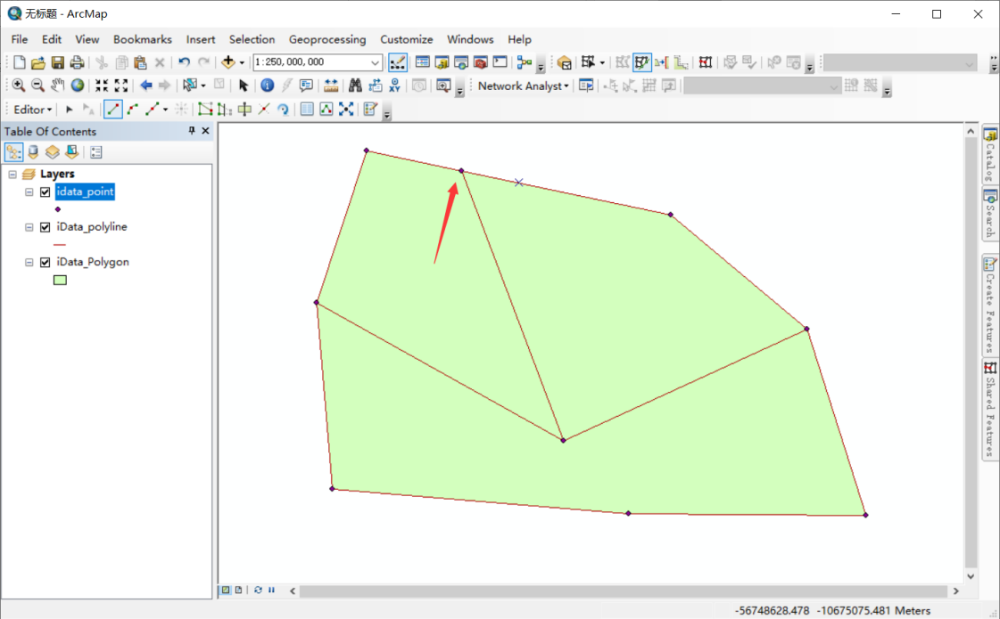 无标题 - ArcMap
File Edit View Bookmarks Insert Selection Geoprocessing Customize Windows Help
1:250,000,000
Network Analyst
Editor
Table Of Contents
Layers
idata_point
iData_polyline
iData_Polygon
Catalog
Search
Create Features
Shared Features
-56748628.478 -10675075.481 Meters